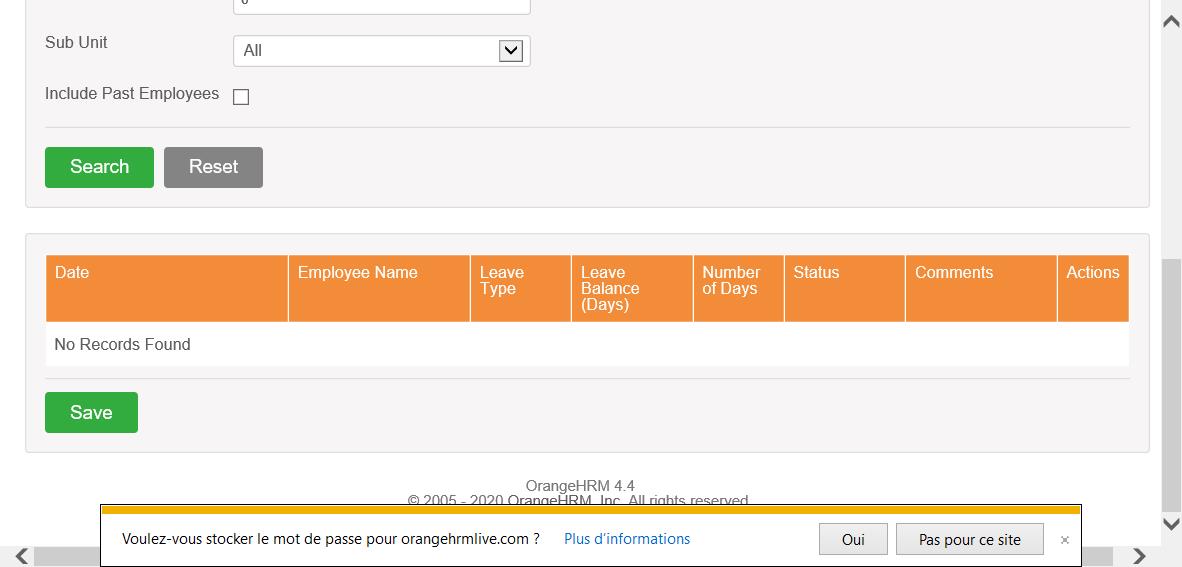 Sub Unit
All
Include Past Employees
Search Reset
Date Employee Name Leave Type Leave Balance (Days) Number of Days Status Comments Actions
No Records Found
Save
OrangeHRM 4.4
© 2005 - 2020 OrangeHRM, Inc. All rights reserved.
Voulez-vous stocker le mot de passe pour orangehrmlive.com ? Plus d'informations Oui Pas pour ce site ×